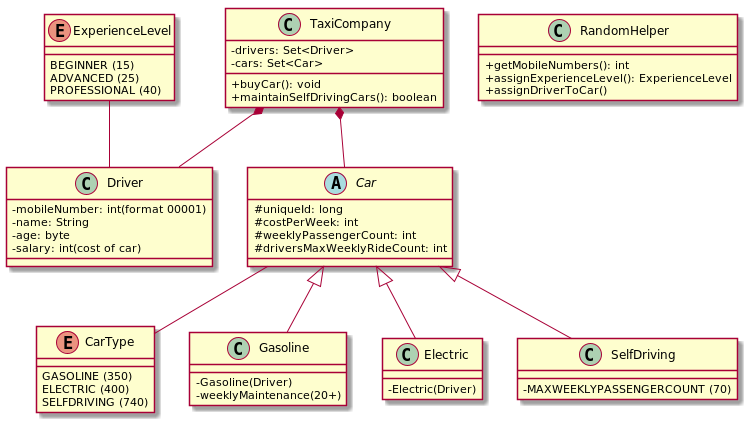 E ExperienceLevel
BEGINNER (15)
ADVANCED (25)
PROFESSIONAL (40)
C TaxiCompany
-drivers: Set<Driver>
-cars: Set<Car>
+buyCar(): void
+maintainSelfDrivingCars(): boolean
C RandomHelper
+getMobileNumbers(): int
+assignExperienceLevel(): ExperienceLevel
+assignDriverToCar()
C Driver
-mobileNumber: int(format 00001)
-name: String
-age: byte
-salary: int(cost of car)
A Car
#uniqueId: long
#costPerWeek: int
#weeklyPassengerCount: int
#driversMaxWeeklyRideCount: int
E CarType
GASOLINE (350)
ELECTRIC (400)
SELFDRIVING (740)
C Gasoline
-Gasoline(Driver)
-weeklyMaintenance(20+)
C Electric
-Electric(Driver)
C SelfDriving
-MAXWEEKLYPASSENGERCOUNT (70)